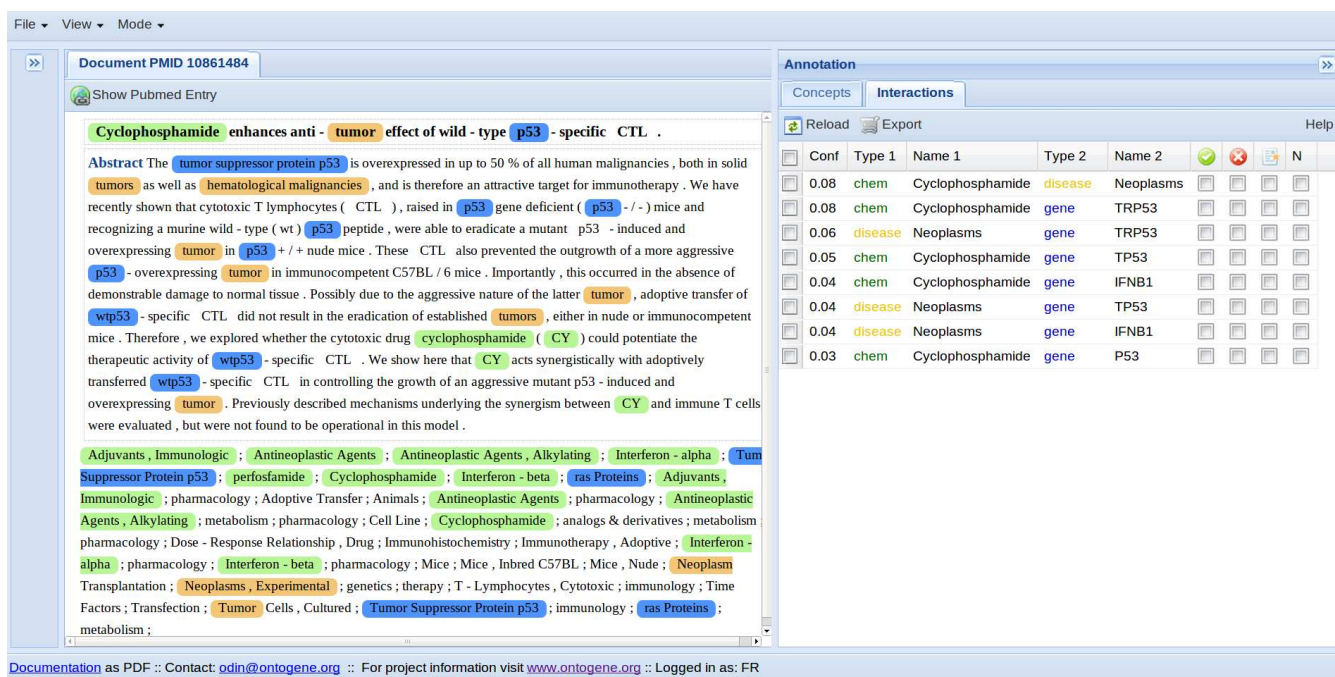 File View Mode
Document PMID 10861484
Show Pubmed Entry
Cyclophosphamide enhances anti - tumor effect of wild - type p53 - specific CTL .
Abstract The tumor suppressor protein p53 is overexpressed in up to 50 % of all human malignancies , both in solid
tumors as well as hematological malignancies , and is therefore an attractive target for immunotherapy . We have
recently shown that cytotoxic T lymphocytes ( CTL ) , raised in p53 gene deficient ( p53 - / - ) mice and
recognizing a murine wild - type ( wt ) p53 peptide , were able to eradicate a mutant p53 - induced and
overexpressing tumor in p53 + / + nude mice . These CTL also prevented the outgrowth of a more aggressive
p53 - overexpressing tumor in immunocompetent C57BL / 6 mice . Importantly , this occurred in the absence of
demonstrable damage to normal tissue . Possibly due to the aggressive nature of the latter tumor , adoptive transfer of
wtp53 - specific CTL did not result in the eradication of established tumors , either in nude or immunocompetent
mice . Therefore , we explored whether the cytotoxic drug cyclophosphamide ( CY ) could potentiate the
therapeutic activity of wtp53 - specific CTL . We show here that CY acts synergistically with adoptively
transferred wtp53 - specific CTL in controlling the growth of an aggressive mutant p53 - induced and
overexpressing tumor . Previously described mechanisms underlying the synergism between CY and immune T cells
were evaluated , but were not found to be operational in this model .
Adjuvants , Immunologic ; Antineoplastic Agents ; Antineoplastic Agents , Alkylating ; Interferon - alpha ; Tum
Suppressor Protein p53 ; perfosfamide ; Cyclophosphamide ; Interferon - beta ; ras Proteins ; Adjuvants ,
Immunologic ; pharmacology ; Adoptive Transfer ; Animals ; Antineoplastic Agents ; pharmacology ; Antineoplastic
Agents , Alkylating ; metabolism ; pharmacology ; Cell Line ; Cyclophosphamide ; analogs & derivatives ; metabolism ;
pharmacology ; Dose - Response Relationship , Drug ; Immunohistochemistry ; Immunotherapy , Adoptive ; Interferon -
alpha ; pharmacology ; Interferon - beta ; pharmacology ; Mice ; Mice , Inbred C57BL ; Mice , Nude ; Neoplasm
Transplantation ; Neoplasms , Experimental ; genetics ; therapy ; T - Lymphocytes , Cytotoxic ; immunology ; Time
Factors ; Transfection ; Tumor Cells , Cultured ; Tumor Suppressor Protein p53 ; immunology ; ras Proteins ;
metabolism ;
Annotation
Concepts Interactions
Reload Export Help
Conf Type 1 Name 1 Type 2 Name 2 N
0.08 chem Cyclophosphamide disease Neoplasms
0.08 chem Cyclophosphamide gene TRP53
0.06 disease Neoplasms gene TRP53
0.05 chem Cyclophosphamide gene TP53
0.04 chem Cyclophosphamide gene IFNB1
0.04 disease Neoplasms gene TP53
0.04 disease Neoplasms gene IFNB1
0.03 chem Cyclophosphamide gene P53
Documentation as PDF :: Contact: odin@ontogene.org :: For project information visit www.ontogene.org :: Logged in as: FR